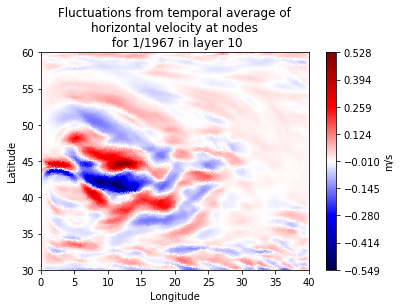 Fluctuations from temporal average of
horizontal velocity at nodes
for 1/1967 in layer 10
60
55
50
45
40
35
30
Latitude
0 5 10 15 20 25 30 35 40
Longitude
0.528
0.394
0.259
0.124
−0.010
−0.145
−0.280
−0.414
−0.549
m/s